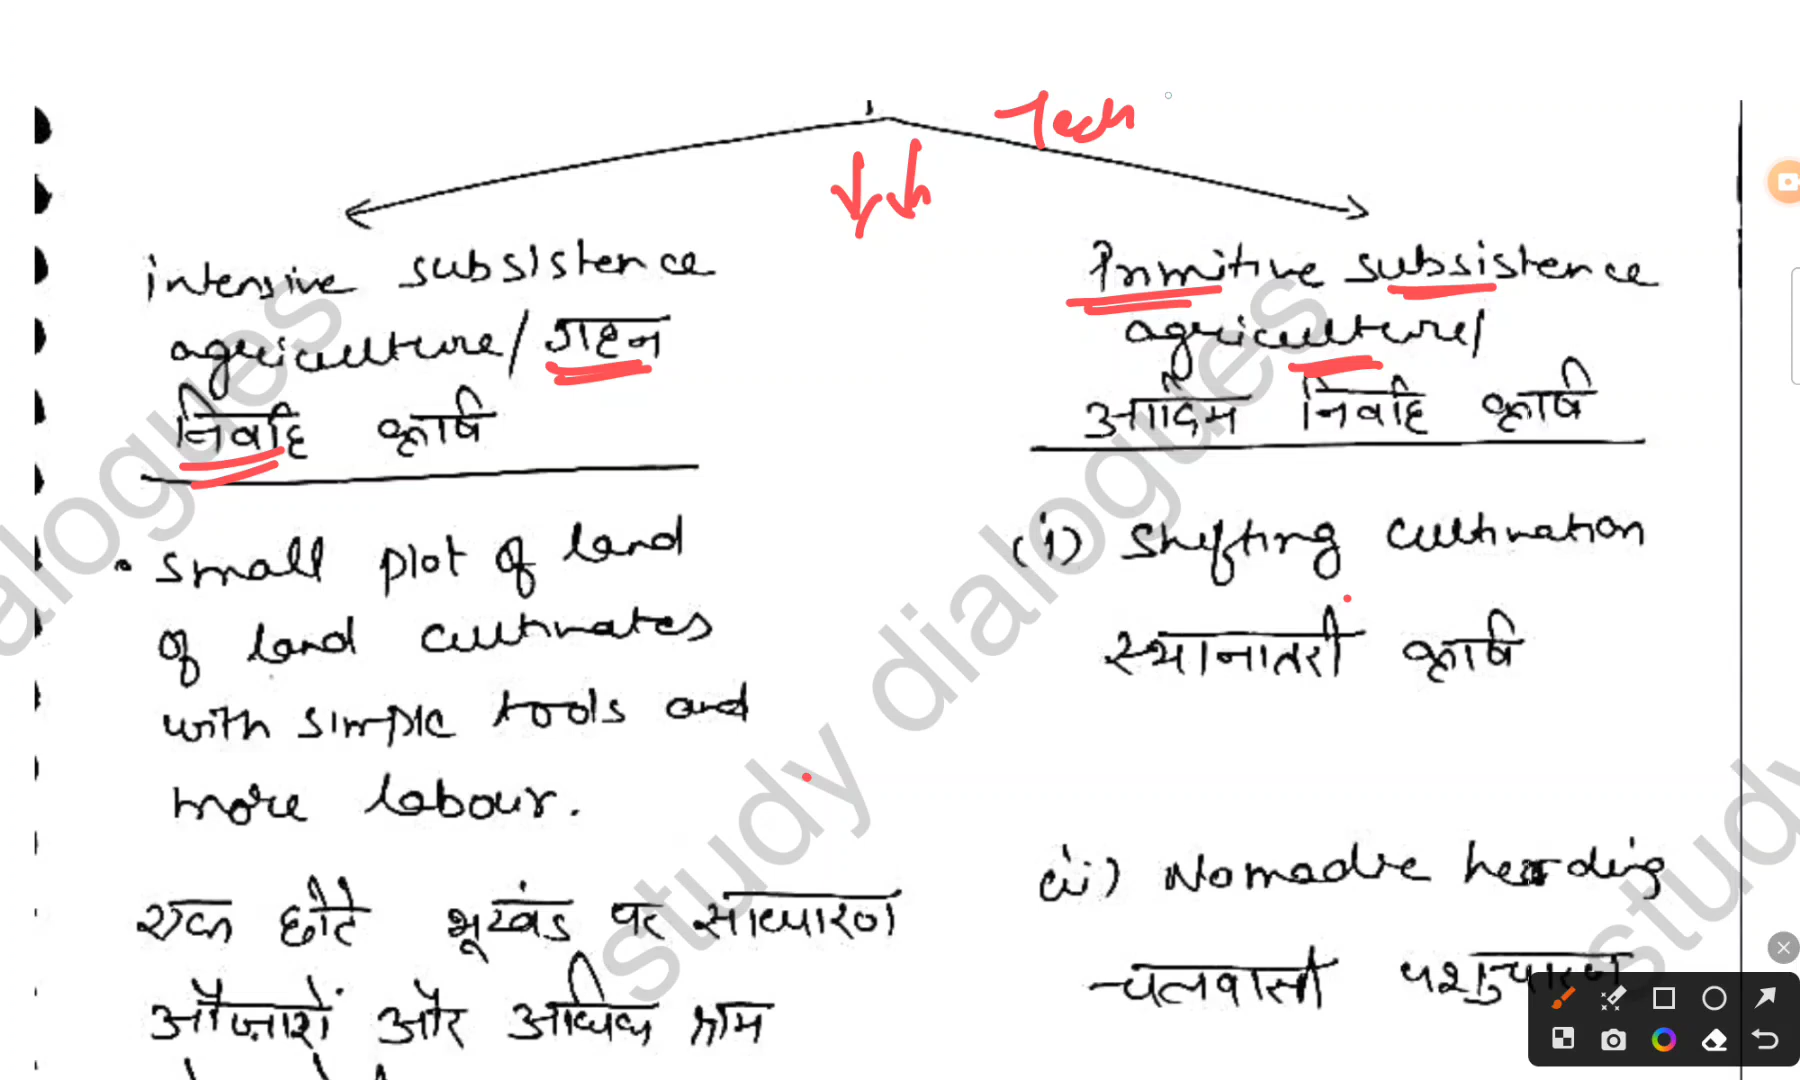 Tech
intensive subsistence
agriculture/ गहन
निर्वाह कृषि
• small plot of land
of land cultivates
with simple tools and
more labour.
एक छोटे भूखंड पर साधारण
औज़ारों और अधिक श्रम
Primitive subsistence
agriculture/
आदिम निर्वाह कृषि
(i) Shifting cultivation
स्थानातरी कृषि
(ii) Nomadic herding
चलवासी पशुचारण
study dialogues